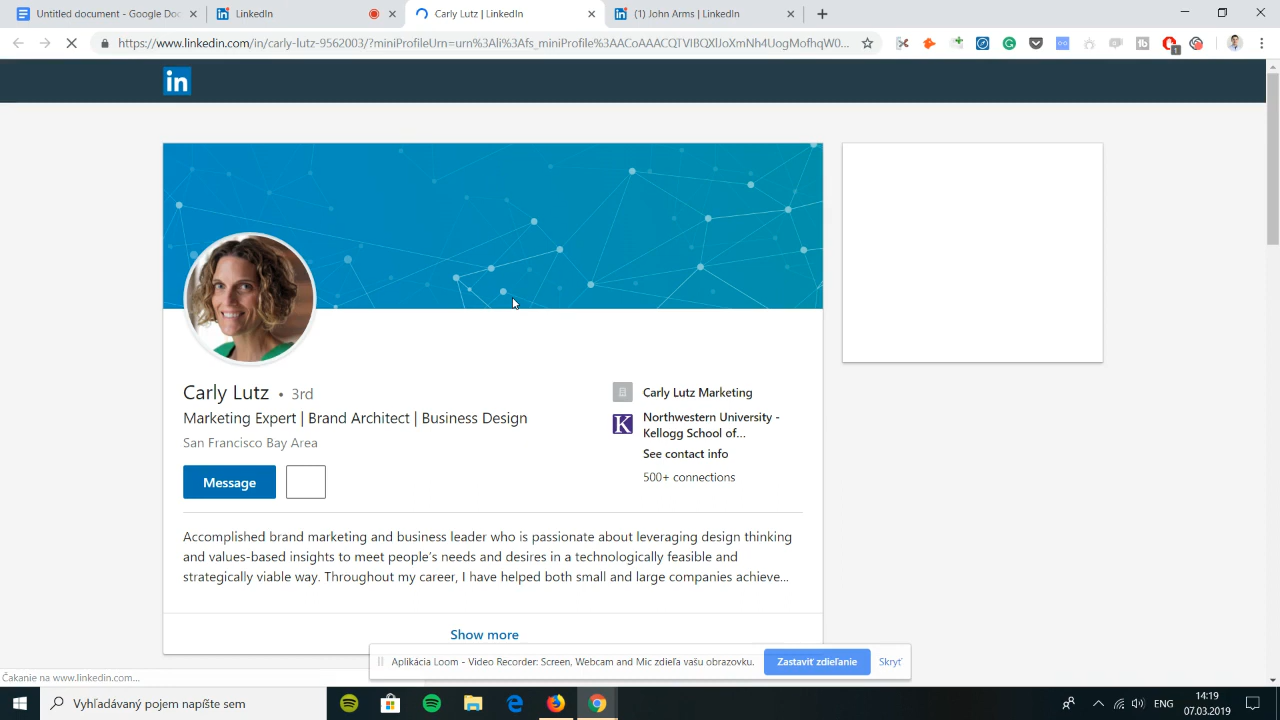 Untitled document - Google Doc
LinkedIn
Carly Lutz | LinkedIn
(1) John Arms | LinkedIn
https://www.linkedin.com/in/carly-lutz-9562003/?miniProfileUrn=urn%3Ali%3Afs_miniProfile%3AACoAAACQTVIBQXlJoXmNh4UogMofhqW0...
in
Carly Lutz • 3rd
Marketing Expert | Brand Architect | Business Design
San Francisco Bay Area
Message
Carly Lutz Marketing
K
Northwestern University -
Kellogg School of...
See contact info
500+ connections
Accomplished brand marketing and business leader who is passionate about leveraging design thinking
and values-based insights to meet people's needs and desires in a technologically feasible and
strategically viable way. Throughout my career, I have helped both small and large companies achieve...
Show more
Aplikácia Loom - Video Recorder: Screen, Webcam and Mic zdieľa vašu obrazovku.
Zastaviť zdieľanie
Skryť
Čakanie na www.linkedin.com...
Vyhľadávaný pojem napíšte sem
ENG
14:19
07.03.2019